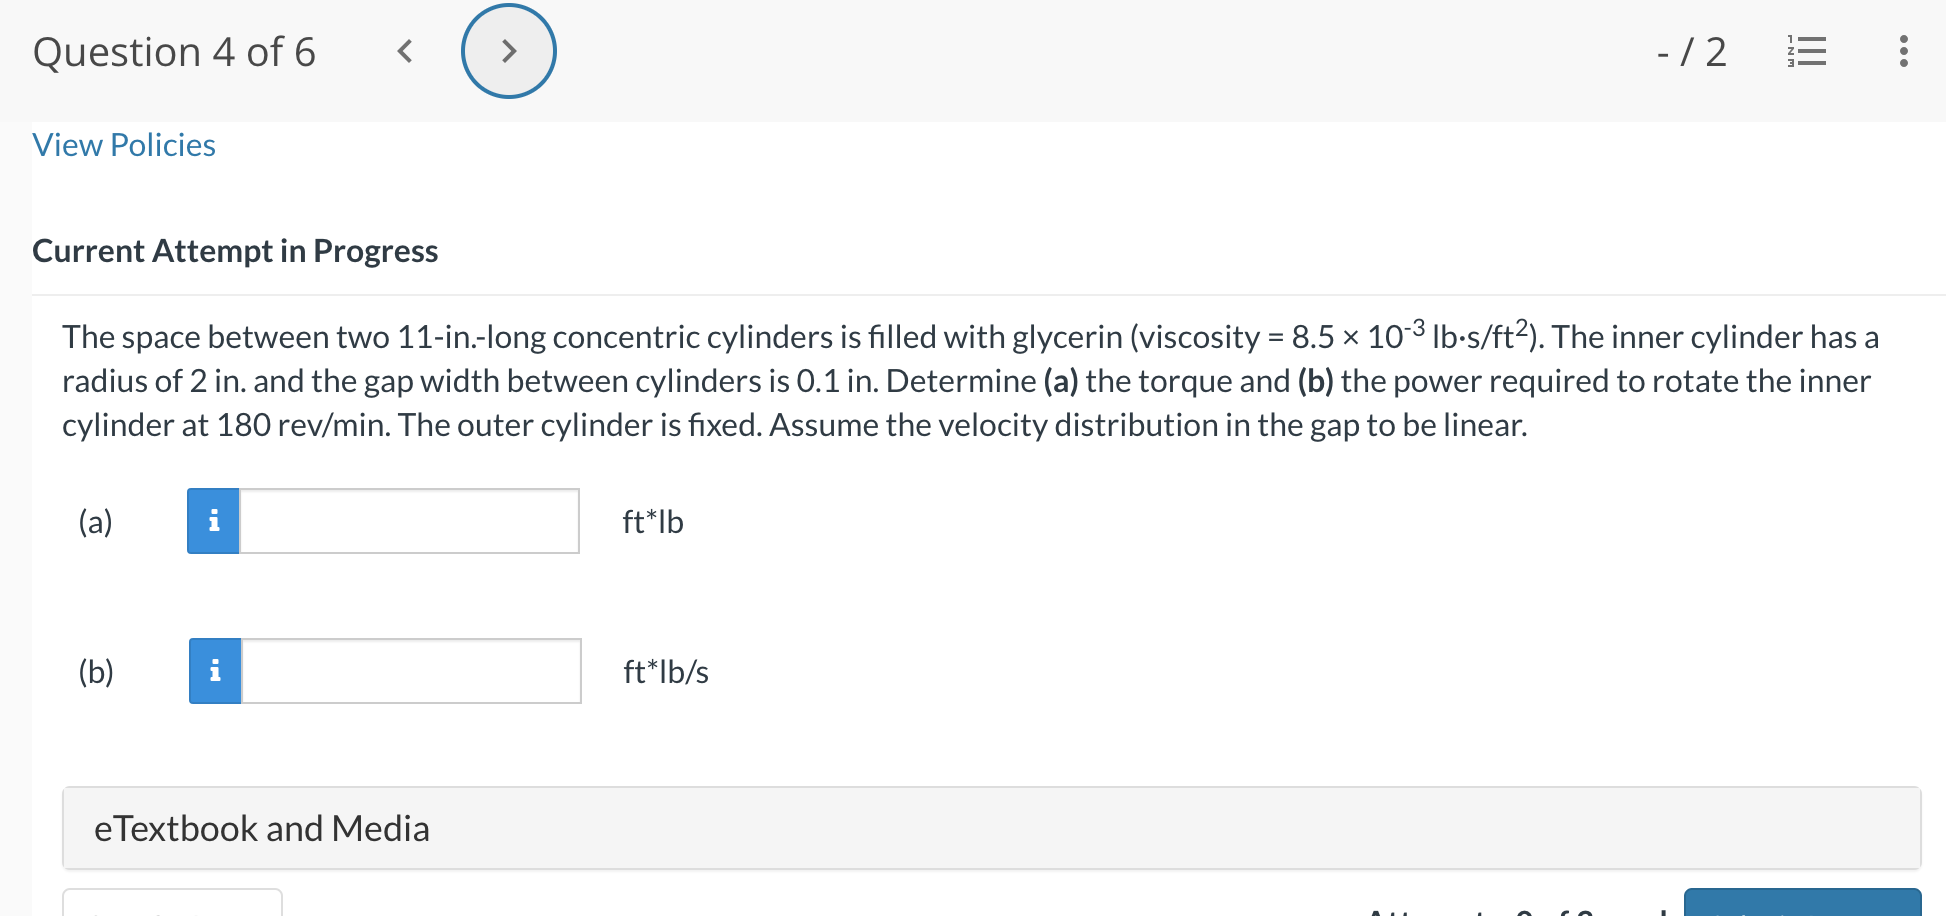 Question 4 of 6
- / 2
View Policies
Current Attempt in Progress
The space between two 11-in.-long concentric cylinders is filled with glycerin (viscosity = 8.5 × 10⁻³ lb·s/ft²). The inner cylinder has a
radius of 2 in. and the gap width between cylinders is 0.1 in. Determine (a) the torque and (b) the power required to rotate the inner
cylinder at 180 rev/min. The outer cylinder is fixed. Assume the velocity distribution in the gap to be linear.
(a) i ft*lb
(b) i ft*lb/s
eTextbook and Media